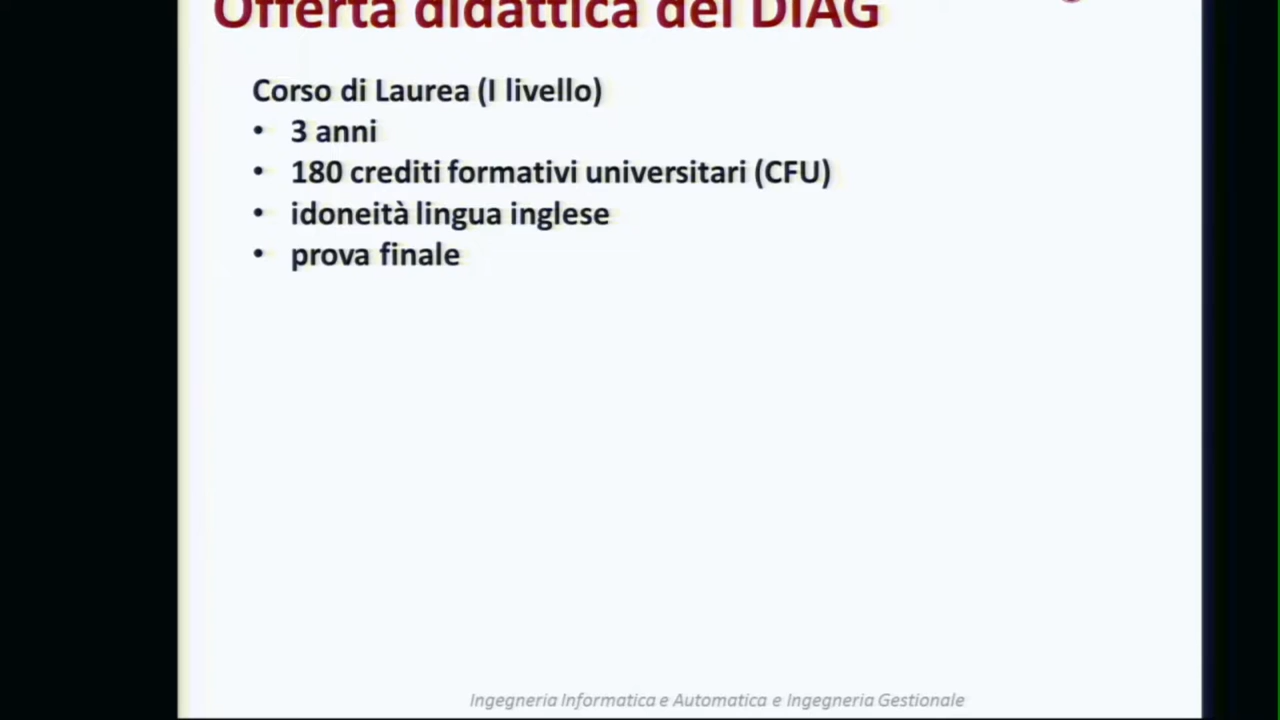 Offerta didattica del DIAG
Corso di Laurea (I livello)
• 3 anni
• 180 crediti formativi universitari (CFU)
• idoneità lingua inglese
• prova finale
Ingegneria Informatica e Automatica e Ingegneria Gestionale